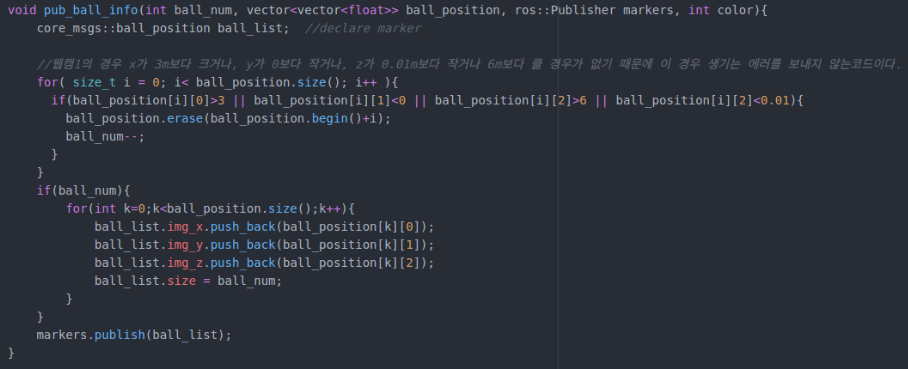 void pub_ball_info(int ball_num, vector<vector<float>> ball_position, ros::Publisher markers, int color){
    core_msgs::ball_position ball_list;  //declare marker

    //웹캠1의 경우 x가 3m보다 크거나, y가 0보다 작거나, z가 0.01m보다 작거나 6m보다 클 경우가 없기 때문에 이 경우 생기는 에러를 보내지 않는코드이다.
    for( size_t i = 0; i< ball_position.size(); i++ ){
      if(ball_position[i][0]>3 || ball_position[i][1]<0 || ball_position[i][2]>6 || ball_position[i][2]<0.01){
        ball_position.erase(ball_position.begin()+i);
        ball_num--;
      }
    }
    if(ball_num){
        for(int k=0;k<ball_position.size();k++){
            ball_list.img_x.push_back(ball_position[k][0]);
            ball_list.img_y.push_back(ball_position[k][1]);
            ball_list.img_z.push_back(ball_position[k][2]);
            ball_list.size = ball_num;
        }
    }
    markers.publish(ball_list);
}